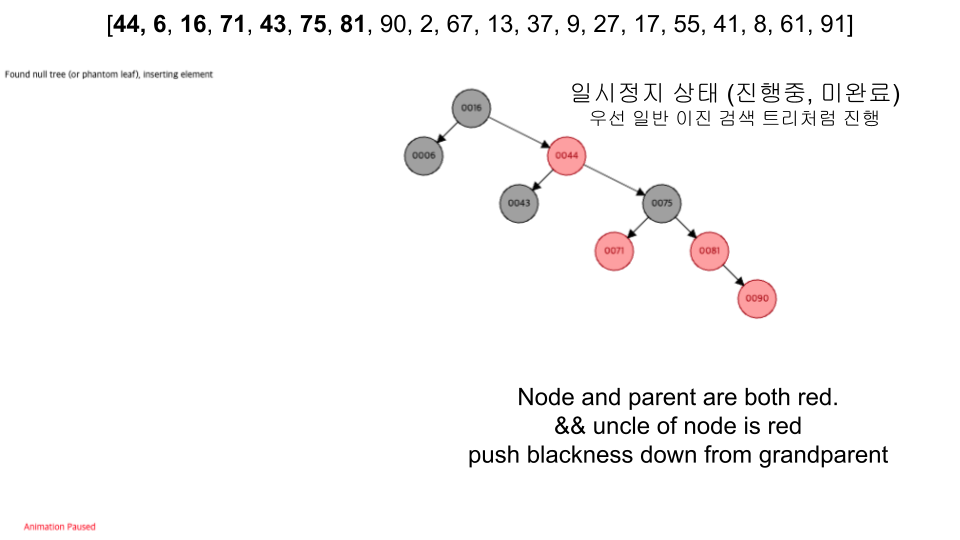 [44, 6, 16, 71, 43, 75, 81, 90, 2, 67, 13, 37, 9, 27, 17, 55, 41, 8, 61, 91]
Found null tree (or phantom leaf), inserting element
일시정지 상태 (진행중, 미완료)
우선 일반 이진 검색 트리처럼 진행
0016
0006
0044
0043
0075
0071
0081
0090
Node and parent are both red.
&& uncle of node is red
push blackness down from grandparent
Animation Paused